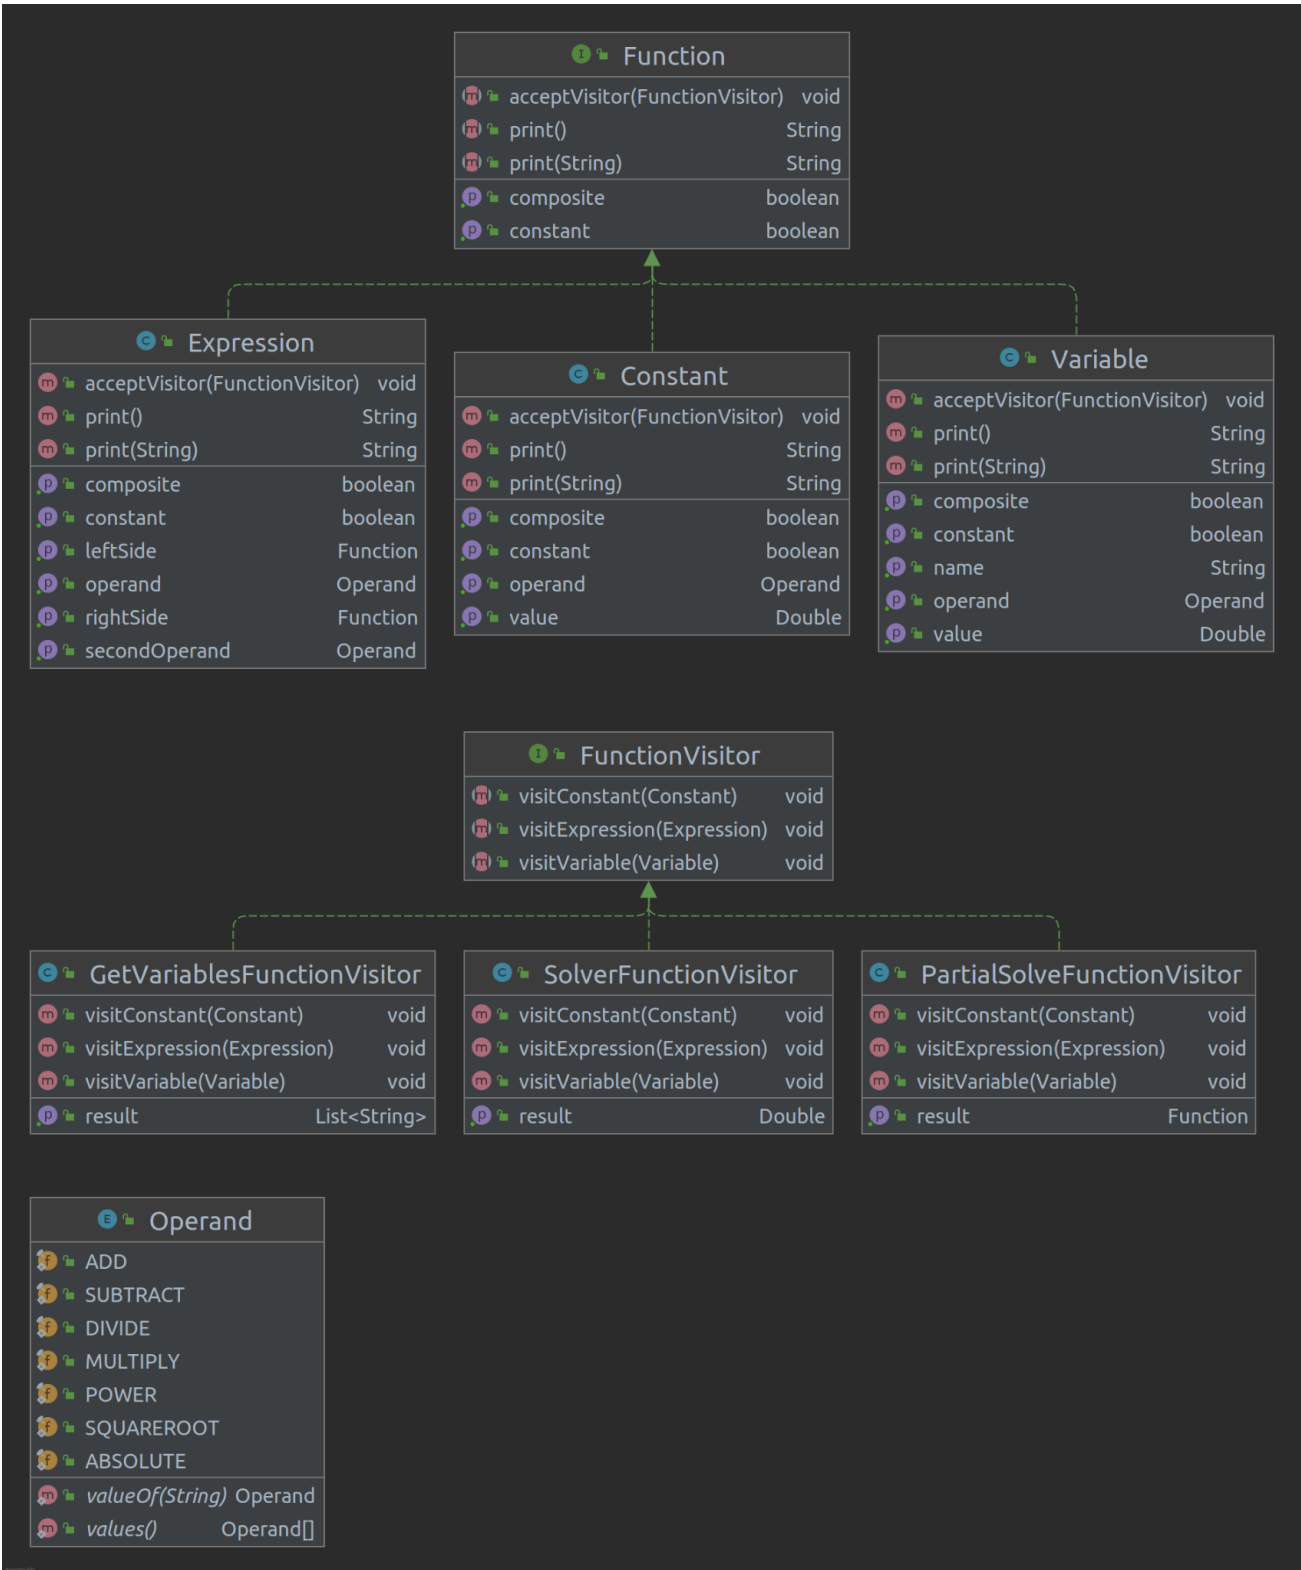 Function
acceptVisitor(FunctionVisitor) void
print() String
print(String) String
composite boolean
constant boolean
Expression
acceptVisitor(FunctionVisitor) void
print() String
print(String) String
composite boolean
constant boolean
leftSide Function
operand Operand
rightSide Function
secondOperand Operand
Constant
acceptVisitor(FunctionVisitor) void
print() String
print(String) String
composite boolean
constant boolean
operand Operand
value Double
Variable
acceptVisitor(FunctionVisitor) void
print() String
print(String) String
composite boolean
constant boolean
name String
operand Operand
value Double
FunctionVisitor
visitConstant(Constant) void
visitExpression(Expression) void
visitVariable(Variable) void
GetVariablesFunctionVisitor
visitConstant(Constant) void
visitExpression(Expression) void
visitVariable(Variable) void
result List<String>
SolverFunctionVisitor
visitConstant(Constant) void
visitExpression(Expression) void
visitVariable(Variable) void
result Double
PartialSolveFunctionVisitor
visitConstant(Constant) void
visitExpression(Expression) void
visitVariable(Variable) void
result Function
Operand
ADD
SUBTRACT
DIVIDE
MULTIPLY
POWER
SQUAREROOT
ABSOLUTE
valueOf(String) Operand
values() Operand[]